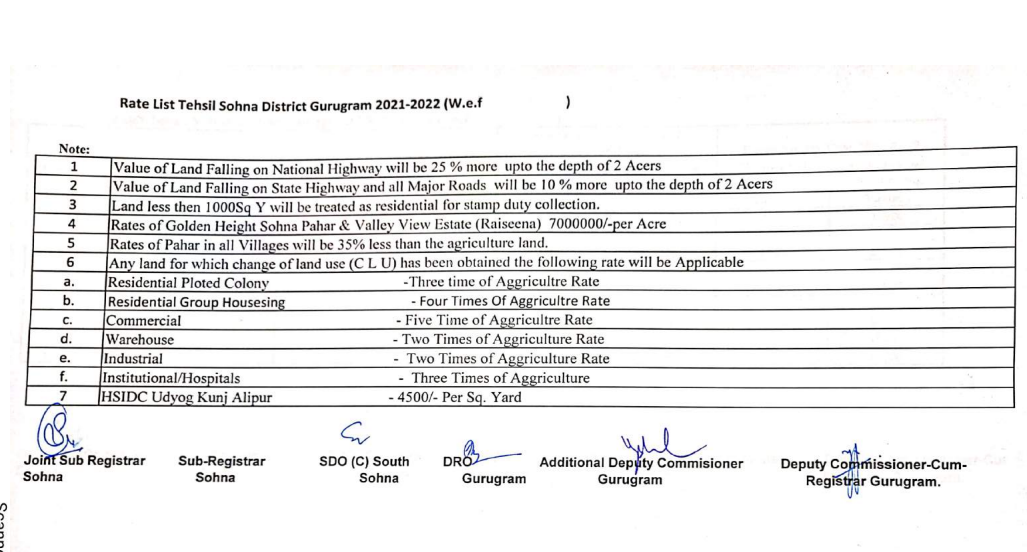 Rate List Tehsil Sohna District Gurugram 2021-2022 (W.e.f )
Note:
1 Value of Land Falling on National Highway will be 25 % more upto the depth of 2 Acers
2 Value of Land Falling on State Highway and all Major Roads will be 10 % more upto the depth of 2 Acers
3 Land less then 1000Sq Y will be treated as residential for stamp duty collection.
4 Rates of Golden Height Sohna Pahar & Valley View Estate (Raiseena) 7000000/-per Acre
5 Rates of Pahar in all Villages will be 35% less than the agriculture land.
6 Any land for which change of land use (C L U) has been obtained the following rate will be Applicable
a. Residential Ploted Colony -Three time of Aggricultre Rate
b. Residential Group Housesing - Four Times Of Aggricultre Rate
c. Commercial - Five Time of Aggricultre Rate
d. Warehouse - Two Times of Aggriculture Rate
e. Industrial - Two Times of Aggriculture Rate
f. Institutional/Hospitals - Three Times of Aggriculture
7 HSIDC Udyog Kunj Alipur - 4500/- Per Sq. Yard
Joint Sub Registrar Sub-Registrar SDO (C) South DRO Additional Deputy Commisioner Deputy Commissioner-Cum-
Sohna Sohna Sohna Gurugram Gurugram Registrar Gurugram.